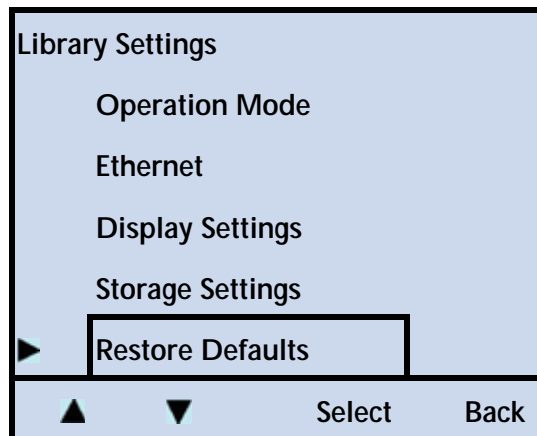 Library Settings
Operation Mode
Ethernet
Display Settings
Storage Settings
Restore Defaults
Select Back